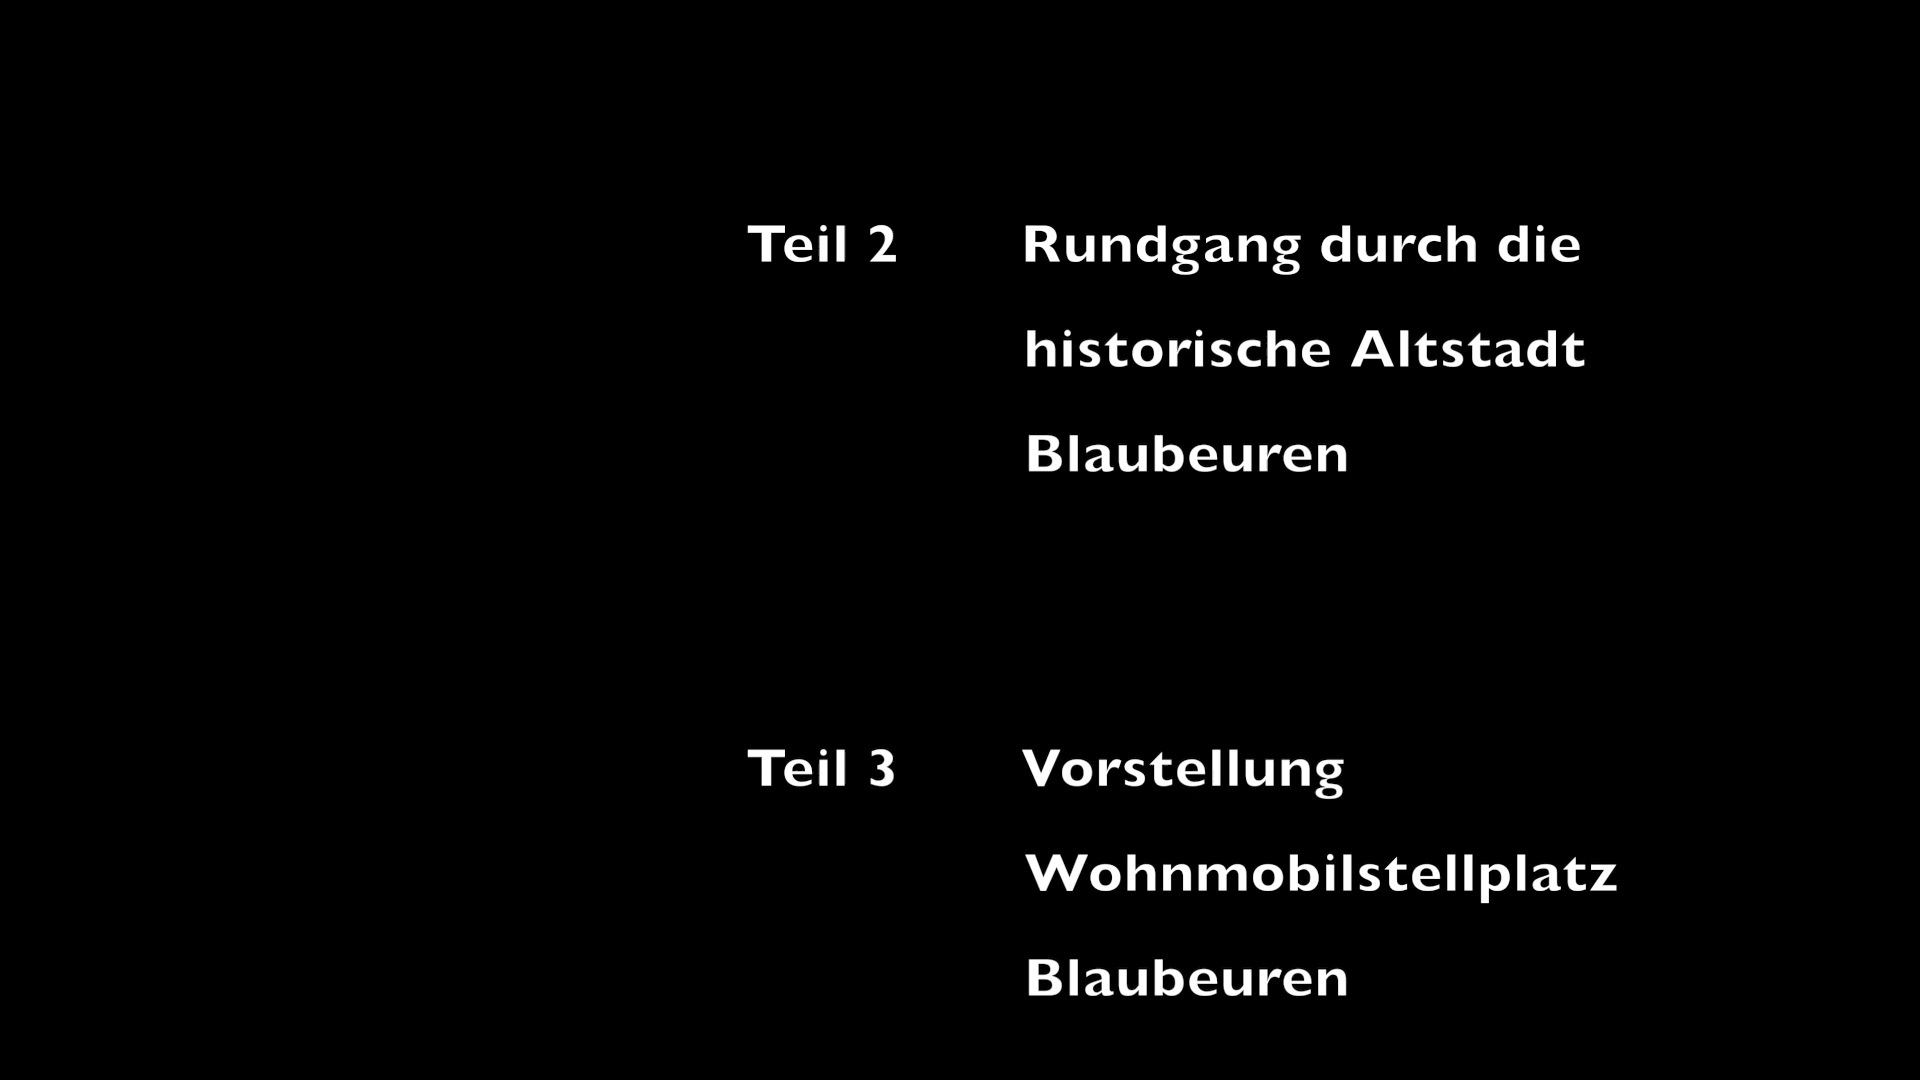 Teil 2 Rundgang durch die
historische Altstadt
Blaubeuren
Teil 3 Vorstellung
Wohnmobilstellplatz
Blaubeuren